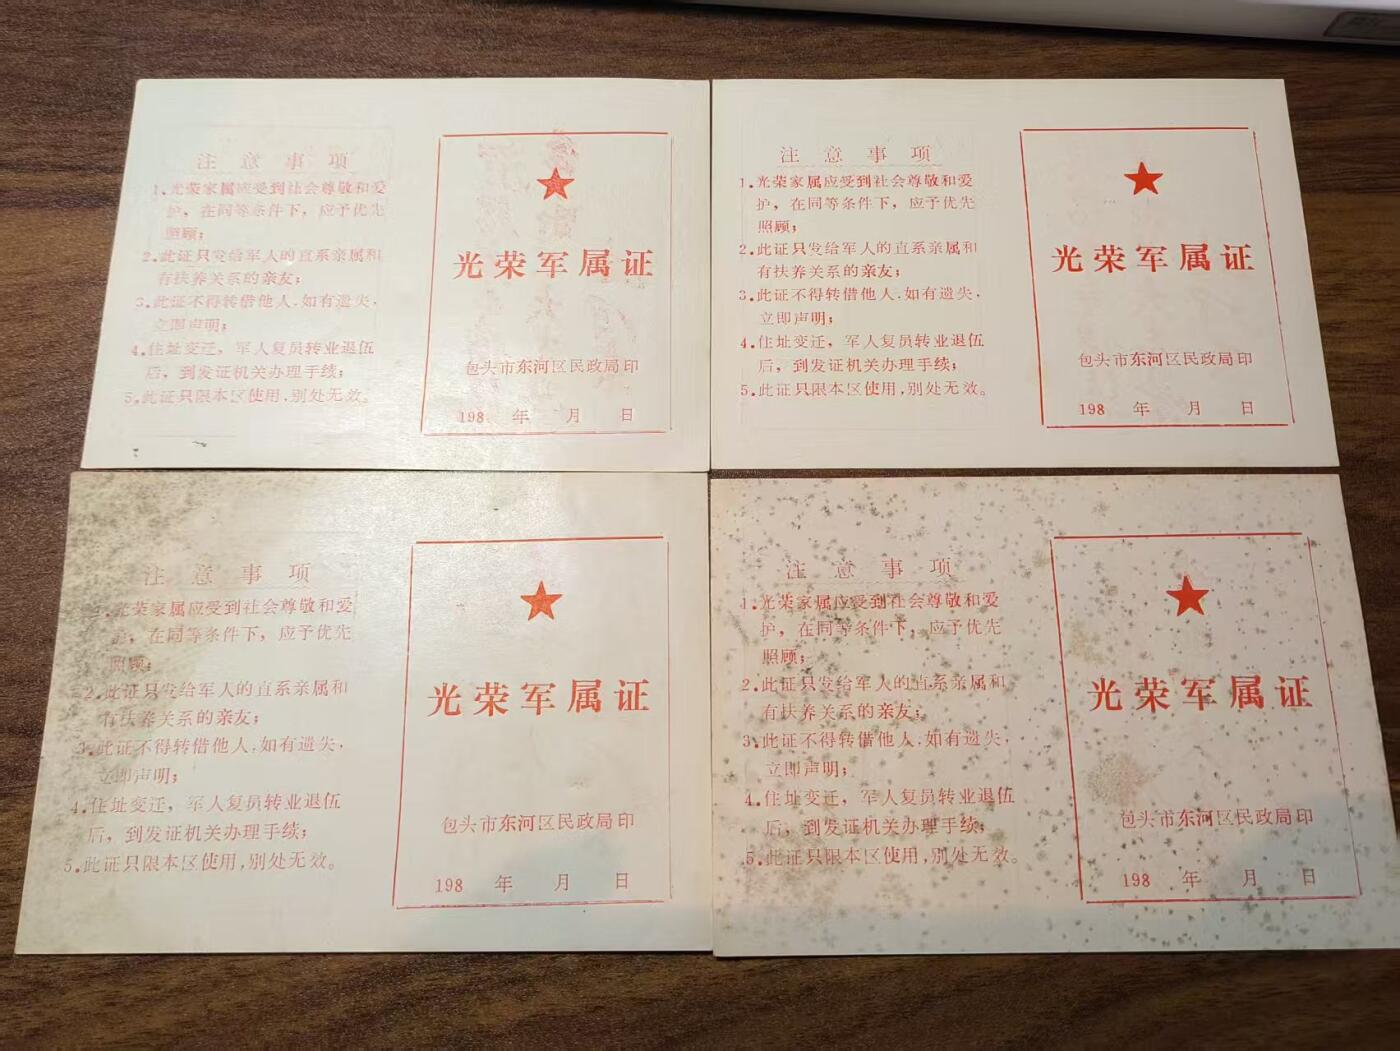 注意事项
1.光荣家属应受到社会尊敬和爱
护，在同等条件下，应予优先
照顾；
2.此证只发给军人的直系亲属和
有扶养关系的亲友；
3.此证不得转借他人.如有遗失，
立即声明；
4.住址变迁，军人复员转业退伍
后，到发证机关办理手续；
5.此证只限本区使用,别处无效。
光荣军属证
包头市东河区民政局印
198 年 月 日
注意事项
1.光荣家属应受到社会尊敬和爱
护，在同等条件下，应予优先
照顾；
2.此证只发给军人的直系亲属和
有扶养关系的亲友；
3.此证不得转借他人.如有遗失，
立即声明；
4.住址变迁，军人复员转业退伍
后，到发证机关办理手续；
5.此证只限本区使用,别处无效。
光荣军属证
包头市东河区民政局印
198 年 月 日
注意事项
1.光荣家属应受到社会尊敬和爱
护，在同等条件下，应予优先
照顾；
2.此证只发给军人的直系亲属和
有扶养关系的亲友；
3.此证不得转借他人.如有遗失，
立即声明；
4.住址变迁，军人复员转业退伍
后，到发证机关办理手续；
5.此证只限本区使用,别处无效。
光荣军属证
包头市东河区民政局印
198 年 月 日
注意事项
1.光荣家属应受到社会尊敬和爱
护，在同等条件下，应予优先
照顾；
2.此证只发给军人的直系亲属和
有扶养关系的亲友；
3.此证不得转借他人.如有遗失，
立即声明；
4.住址变迁，军人复员转业退伍
后，到发证机关办理手续；
5.此证只限本区使用,别处无效。
光荣军属证
包头市东河区民政局印
198 年 月 日